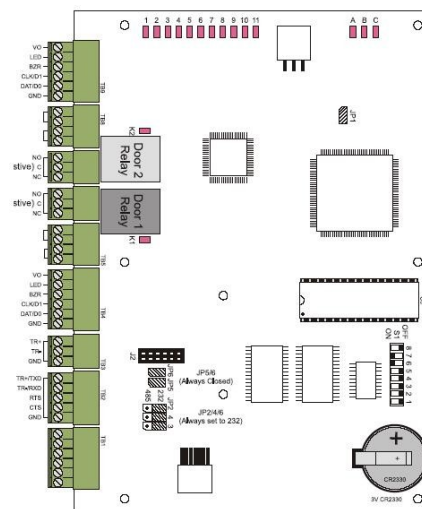 1 2 3 4 5 6 7 8 9 10 11
A B C
VO
LED
BZR
CLK/D1
DAT/D0
GND
TB9
JP1
TB8
K2
NO
stive) C
NC
Door 2
Relay
NO
stive) C
NC
Door 1
Relay
K1
TB5
VO
LED
BZR
CLK/D1
DAT/D0
GND
TB4
TR+
TR-
GND
TB3
J2
JP6
JP5
JP5/6
(Always Closed)
OFF
S1
ON
8
7
6
5
4
3
2
1
TR+/TXD
TR-/RXD
RTS
CTS
GND
TB2
485
232
JP2
4
3
JP2/4/6
(Always set to 232)
TB1
+
+
CR2330
3V CR2330